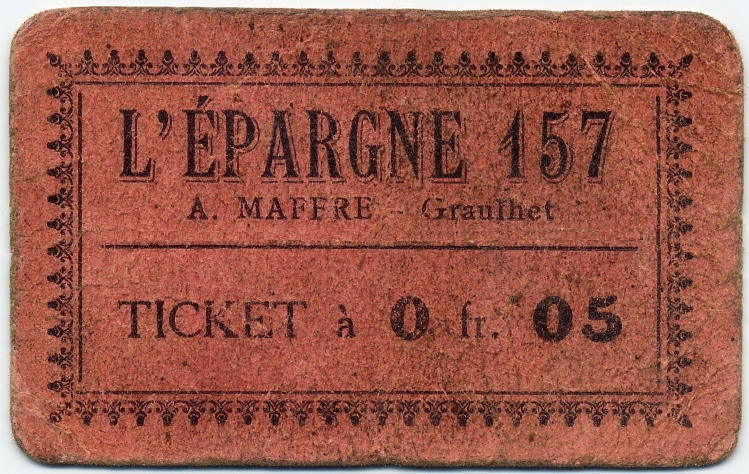 L'ÉPARGNE 157
A. MAFFRE - Graulhet
TICKET à 0 fr. 05